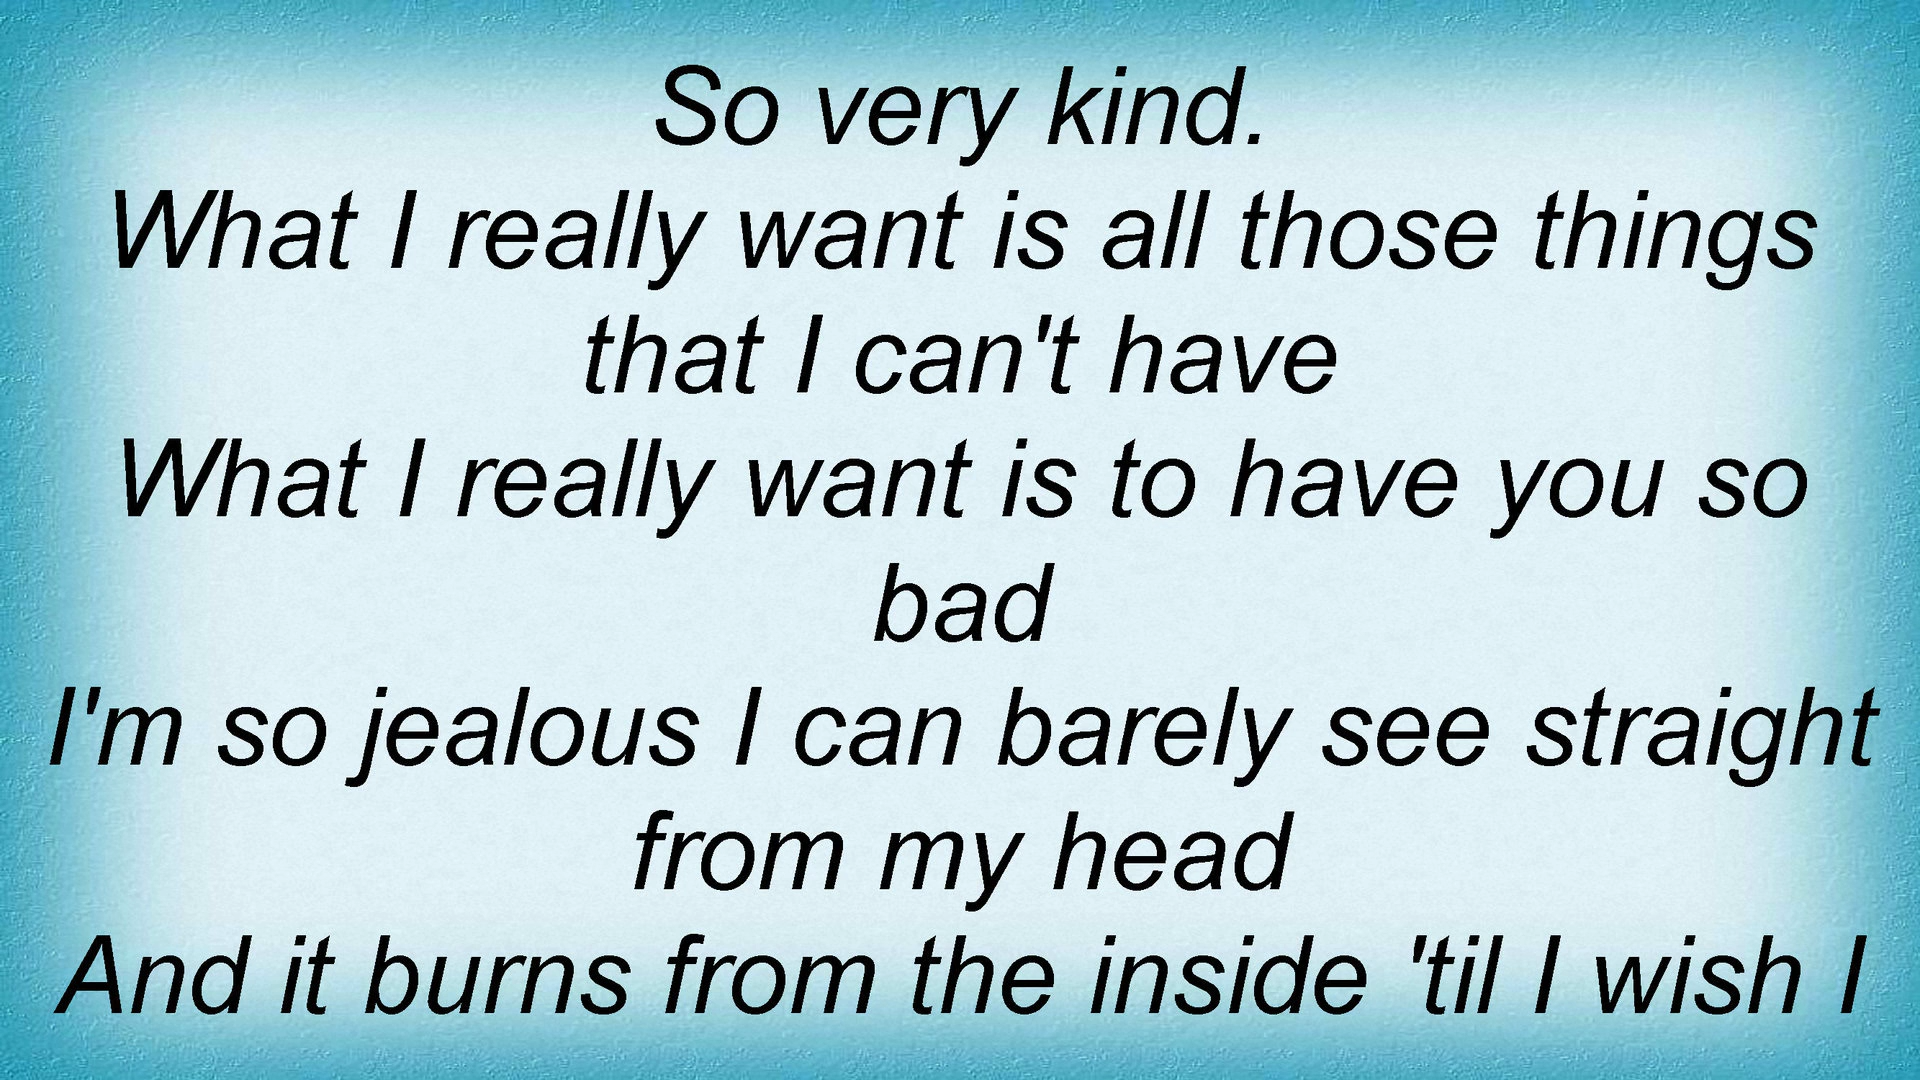 So very kind.
What I really want is all those things
that I can't have
What I really want is to have you so
bad
I'm so jealous I can barely see straight
from my head
And it burns from the inside 'til I wish I